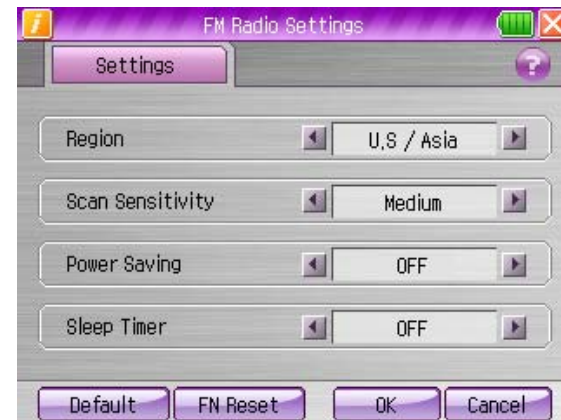 FM Radio Settings
Settings
?
Region U.S / Asia
Scan Sensitivity Medium
Power Saving OFF
Sleep Timer OFF
Default FN Reset OK Cancel